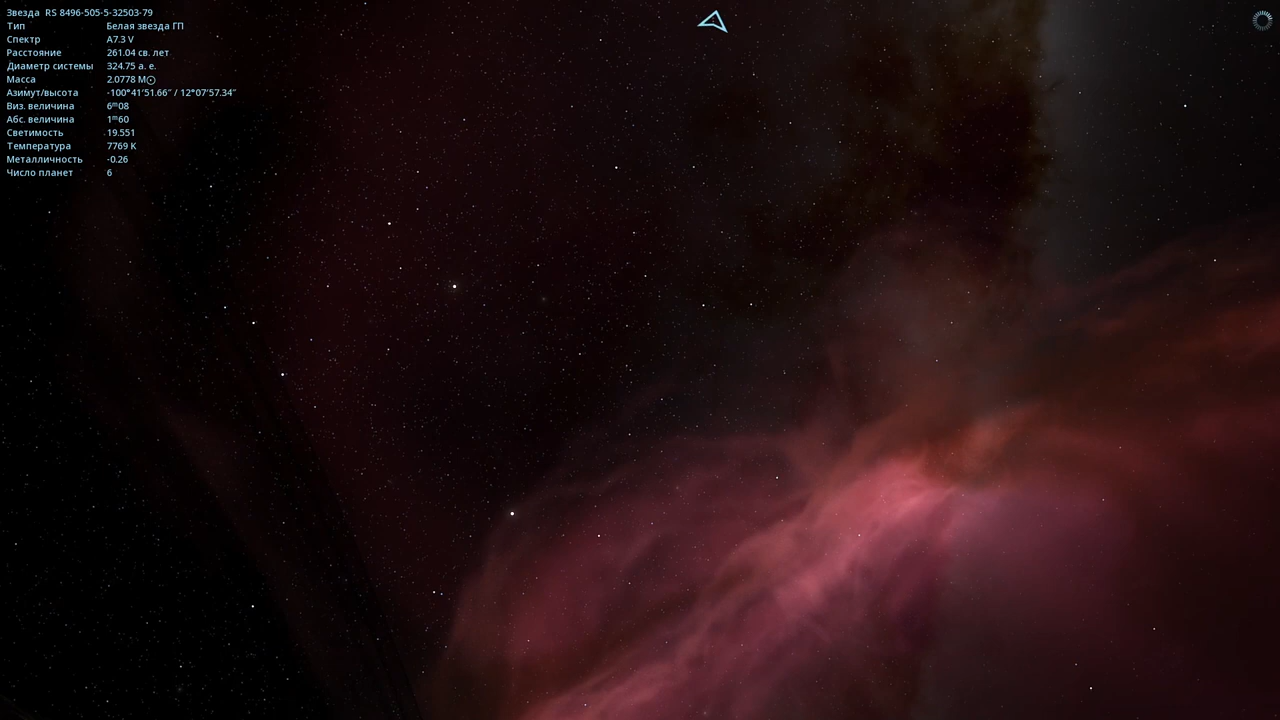 Звезда RS 8496-505-5-32503-79
Тип Белая звезда ГП
Спектр A7.3 V
Расстояние 261.04 св. лет
Диаметр системы 324.75 а. е.
Масса 2.0778 M☉
Азимут/высота -100°41′51.66″ / 12°07′57.34″
Виз. величина 6ᵐ08
Абс. величина 1ᵐ60
Светимость 19.551
Температура 7769 K
Металличность -0.26
Число планет 6